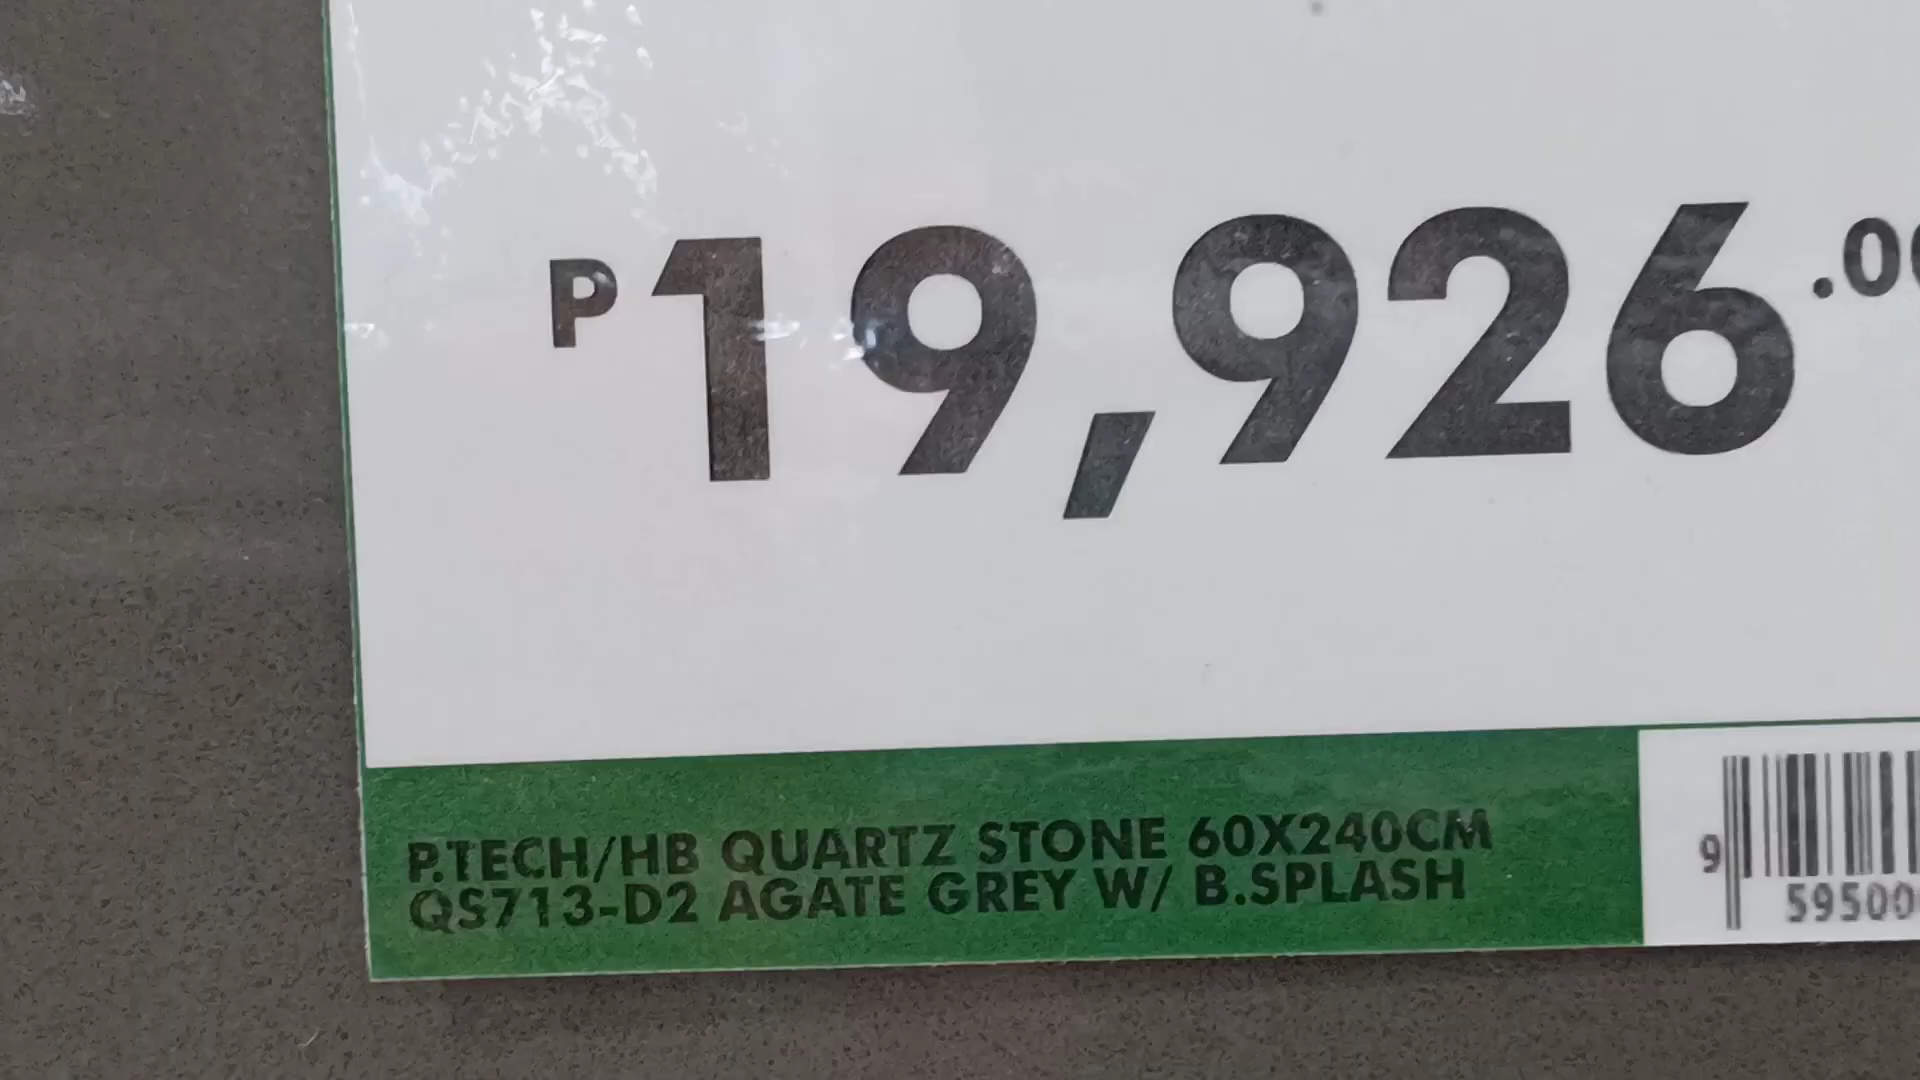 P19,926.00
P.TECH/HB QUARTZ STONE 60X240CM
QS713-D2 AGATE GREY W/ B.SPLASH
9 59500